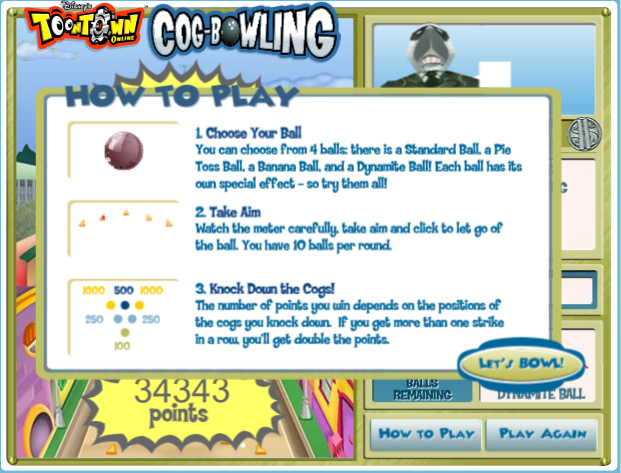 Disney's
TOONTOWN
ONLINE
COG-BOWLING
HOW TO PLAY
1. Choose Your Ball
You can choose from 4 balls: there is a Standard Ball, a Pie
Toss Ball, a Banana Ball, and a Dynamite Ball! Each ball has its
own special effect - so try them all!
2. Take Aim
Watch the meter carefully, take aim and click to let go of
the ball. You have 10 balls per round.
1000 500 1000
250 250
100
3. Knock Down the Cogs!
The number of points you win depends on the positions of
the cogs you knock down. If you get more than one strike
in a row, you'll get double the points.
LET'S BOWL!
34343
points
BALLS
REMAINING
DYNAMITE BALL
HOW TO PLAY
PLAY AGAIN